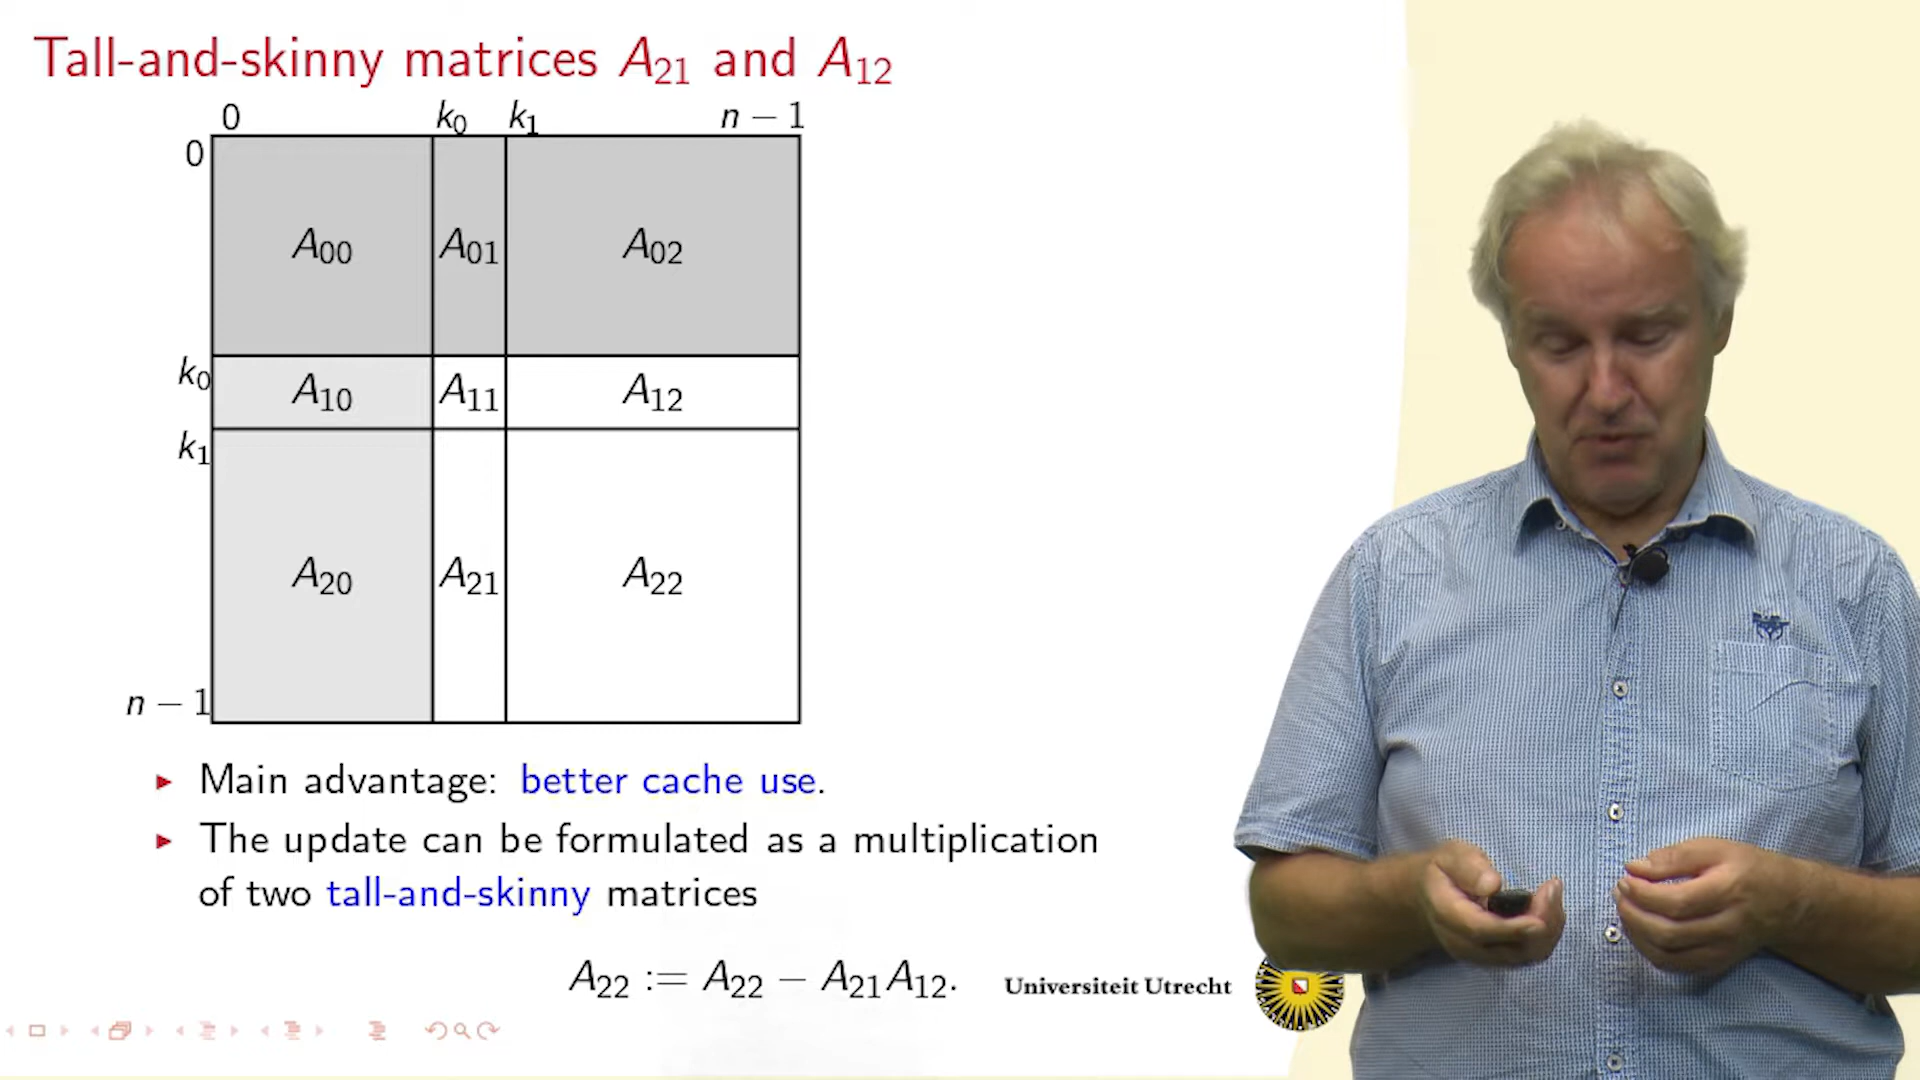 Tall-and-skinny matrices A₂₁ and A₁₂
0 k₀ k₁ n − 1
0
A₀₀ A₀₁ A₀₂
k₀
A₁₀ A₁₁ A₁₂
k₁
A₂₀ A₂₁ A₂₂
n − 1
Main advantage: better cache use.
The update can be formulated as a multiplication
of two tall-and-skinny matrices
A₂₂ := A₂₂ − A₂₁A₁₂.
Universiteit Utrecht